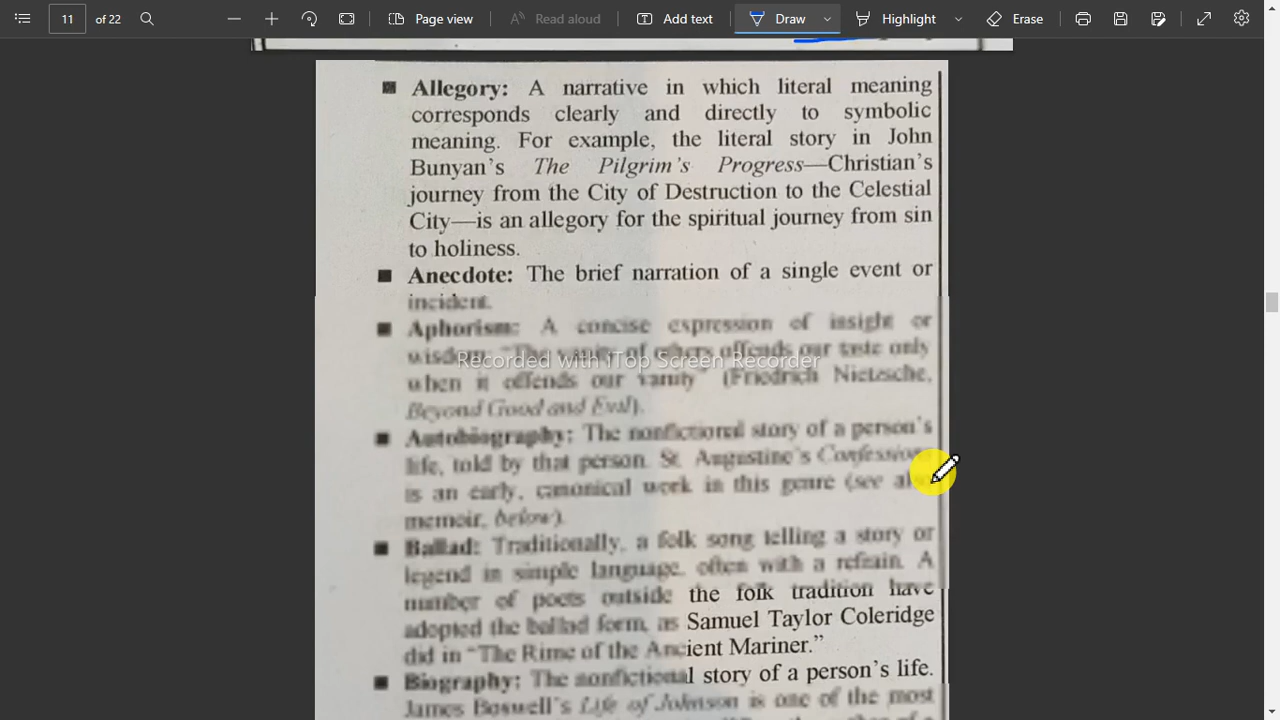 11 of 22 Page view Read aloud Add text Draw Highlight Erase
■ Allegory: A narrative in which literal meaning
corresponds clearly and directly to symbolic
meaning. For example, the literal story in John
Bunyan's The Pilgrim's Progress—Christian's
journey from the City of Destruction to the Celestial
City—is an allegory for the spiritual journey from sin
to holiness.
■ Anecdote: The brief narration of a single event or
incident.
■ Aphorism: A concise expression of insight or
wisdom: "The vanity of others offends our taste only
when it offends our vanity" (Friedrich Nietzsche,
Beyond Good and Evil).
Recorded with iTop Screen Recorder
■ Autobiography: The nonfictional story of a person's
life, told by that person. St. Augustine's Confessions
is an early, canonical work in this genre (see also
memoir, below).
■ Ballad: Traditionally, a folk song telling a story or
legend in simple language, often with a refrain. A
number of poets outside the folk tradition have
adopted the ballad form, as Samuel Taylor Coleridge
did in "The Rime of the Ancient Mariner."
■ Biography: The nonfictional story of a person's life.
James Boswell's Life of Johnson is one of the most